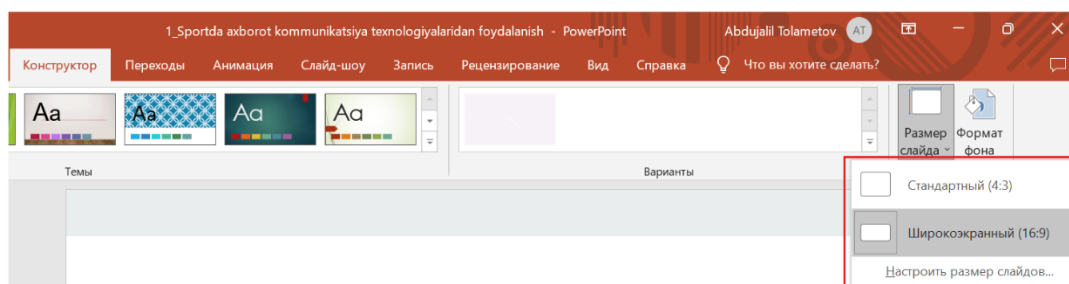 1_Sportda axborot kommunikatsiya texnologiyalaridan foydalanish - PowerPoint
Abdujalil Tolametov
AT
Конструктор Переходы Анимация Слайд-шоу Запись Рецензирование Вид Справка Что вы хотите сделать?
Aa Aa Aa Aa
Размер слайда
Формат фона
Темы
Варианты
Стандартный (4:3)
Широкоэкранный (16:9)
Настроить размер слайдов...